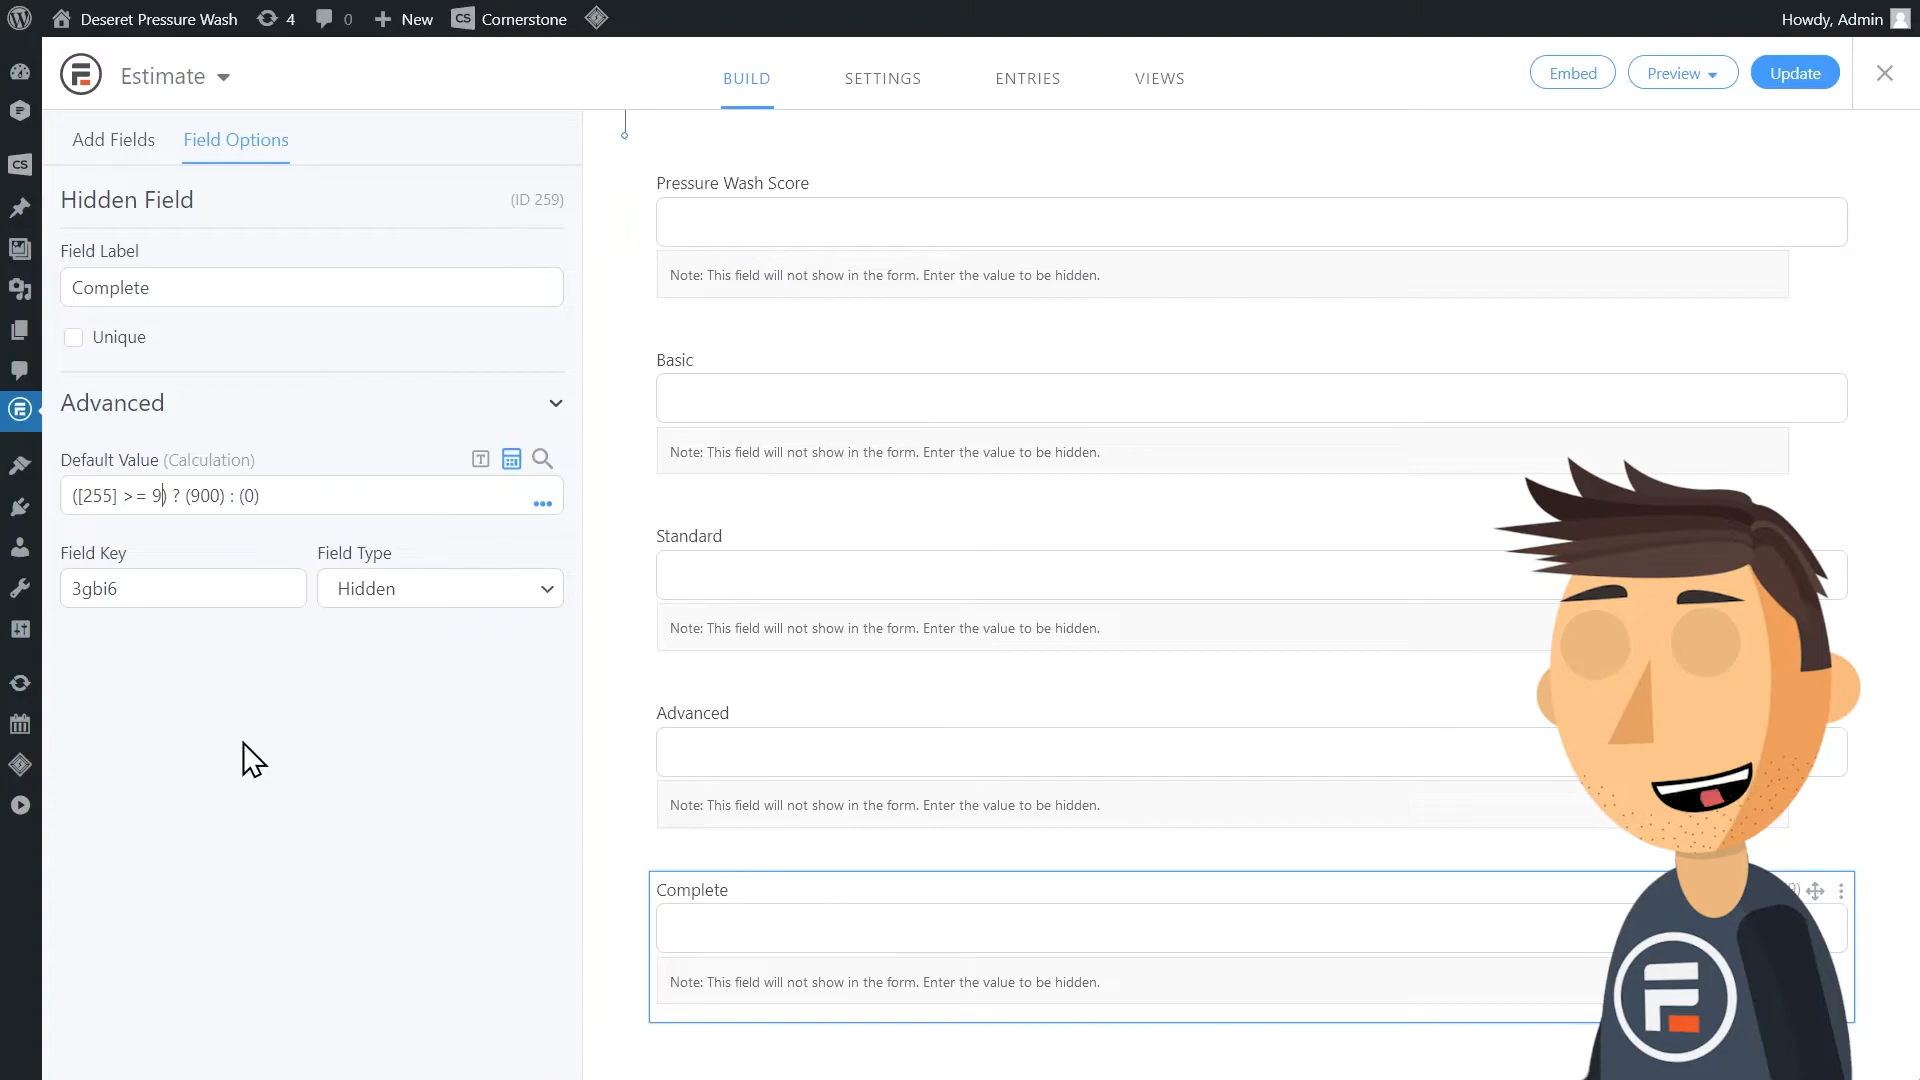 Deseret Pressure Wash 4 0 New CS Cornerstone Howdy, Admin
Estimate BUILD SETTINGS ENTRIES VIEWS Embed Preview Update
Add Fields Field Options
CS
Hidden Field (ID 259)
Field Label
Complete
Unique
Advanced
Default Value (Calculation)
([255] >= 9) ? (900) : (0)
Field Key Field Type
3gbi6 Hidden
Pressure Wash Score
Note: This field will not show in the form. Enter the value to be hidden.
Basic
Note: This field will not show in the form. Enter the value to be hidden.
Standard
Note: This field will not show in the form. Enter the value to be hidden.
Advanced
Note: This field will not show in the form. Enter the value to be hidden.
Complete
Note: This field will not show in the form. Enter the value to be hidden.